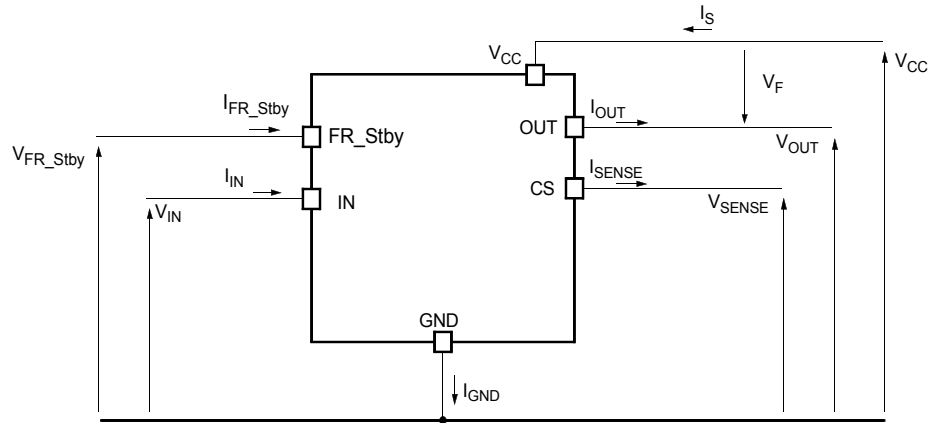 I_S
V_CC
V_CC
V_F
I_FR_Stby
I_OUT
FR_Stby
OUT
V_FR_Stby
V_OUT
I_IN
I_SENSE
IN
CS
V_IN
V_SENSE
GND
I_GND